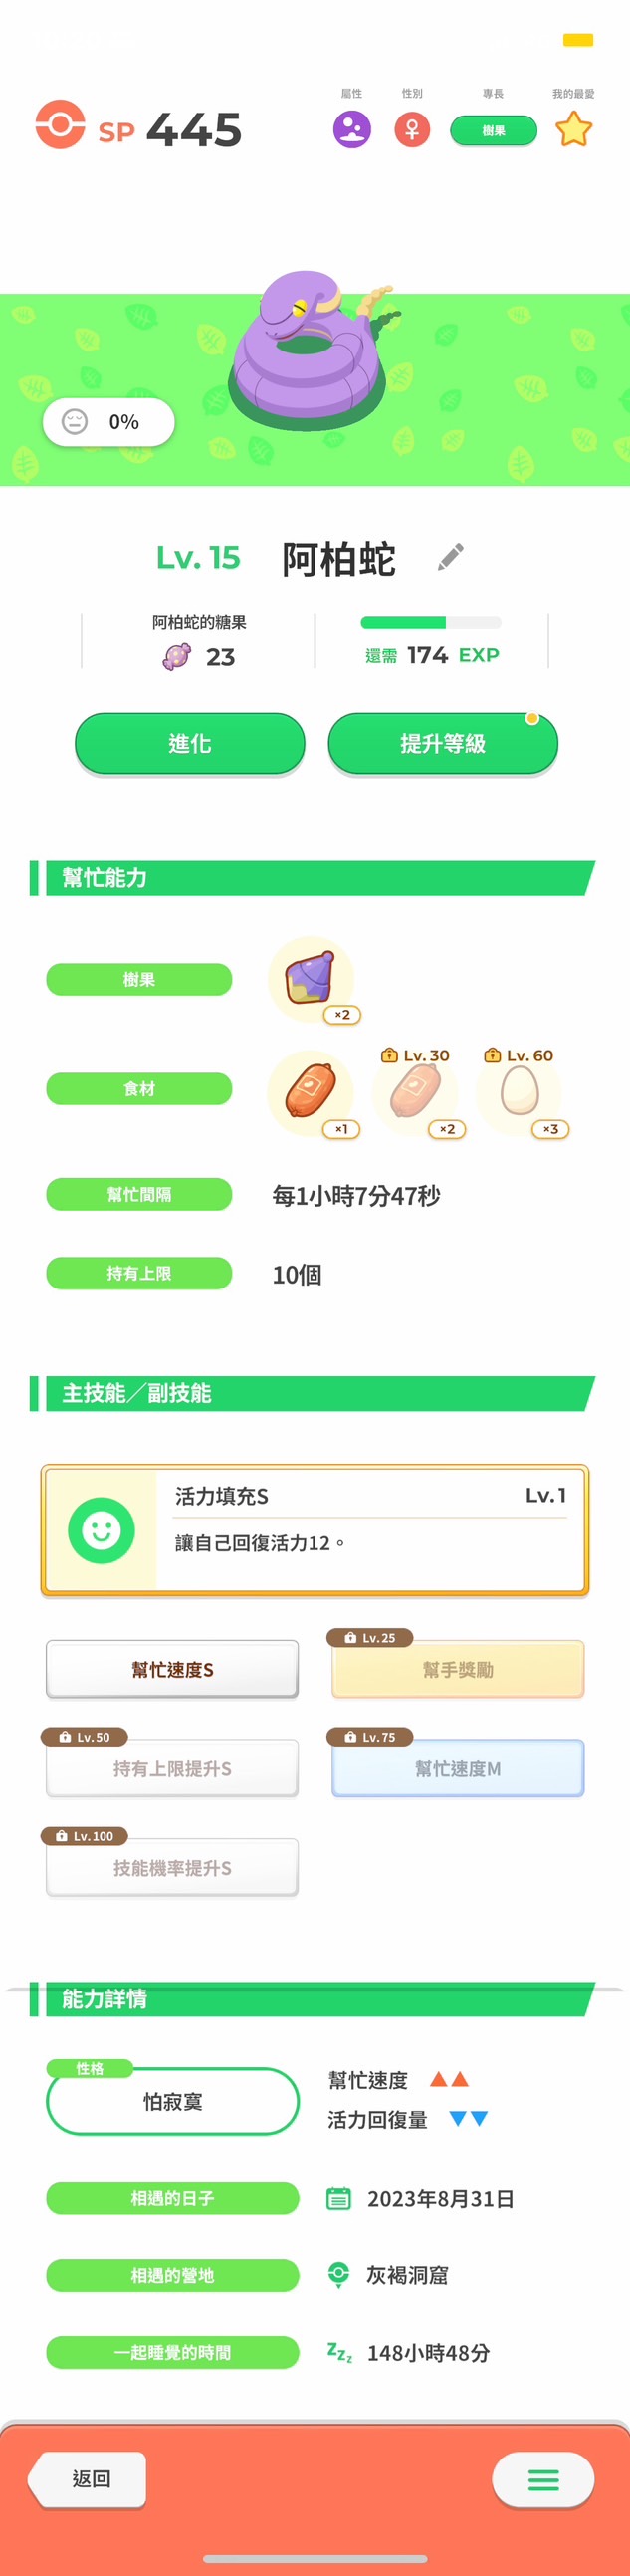 屬性 性別 專長 我的最愛
SP 445
樹果
0%
Lv. 15 阿柏蛇
阿柏蛇的糖果
23
還需 174 EXP
進化 提升等級
幫忙能力
樹果
×2
Lv. 30 Lv. 60
食材
×1 ×2 ×3
幫忙間隔 每1小時7分47秒
持有上限 10個
主技能／副技能
活力填充S Lv.1
讓自己回復活力12。
Lv.25
幫忙速度S 幫手獎勵
Lv.50 Lv.75
持有上限提升S 幫忙速度M
Lv.100
技能機率提升S
能力詳情
性格
怕寂寞
幫忙速度 ▲▲
活力回復量 ▼▼
相遇的日子 2023年8月31日
相遇的營地 灰褐洞窟
一起睡覺的時間 148小時48分
返回